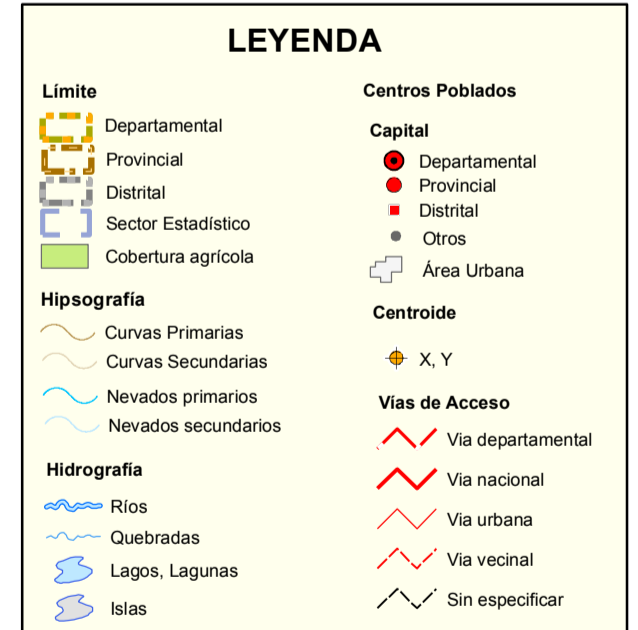 LEYENDA
Límite
Departamental
Provincial
Distrital
Sector Estadístico
Cobertura agrícola
Hipsografía
Curvas Primarias
Curvas Secundarias
Nevados primarios
Nevados secundarios
Hidrografía
Ríos
Quebradas
Lagos, Lagunas
Islas
Centros Poblados
Capital
Departamental
Provincial
Distrital
Otros
Área Urbana
Centroide
X, Y
Vías de Acceso
Via departamental
Via nacional
Via urbana
Via vecinal
Sin especificar